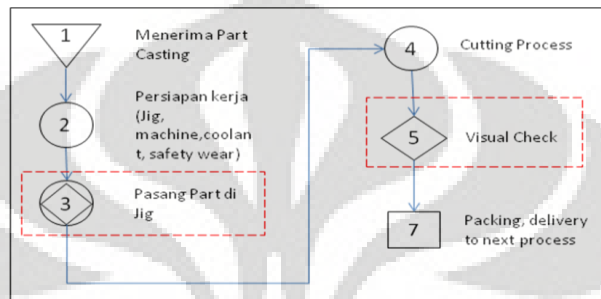 1
Menerima Part
Casting
2
Persiapan kerja
(Jig,
machine,coolan
t, safety wear)
3
Pasang Part di
Jig
4
Cutting Process
5
Visual Check
7
Packing, delivery
to next process